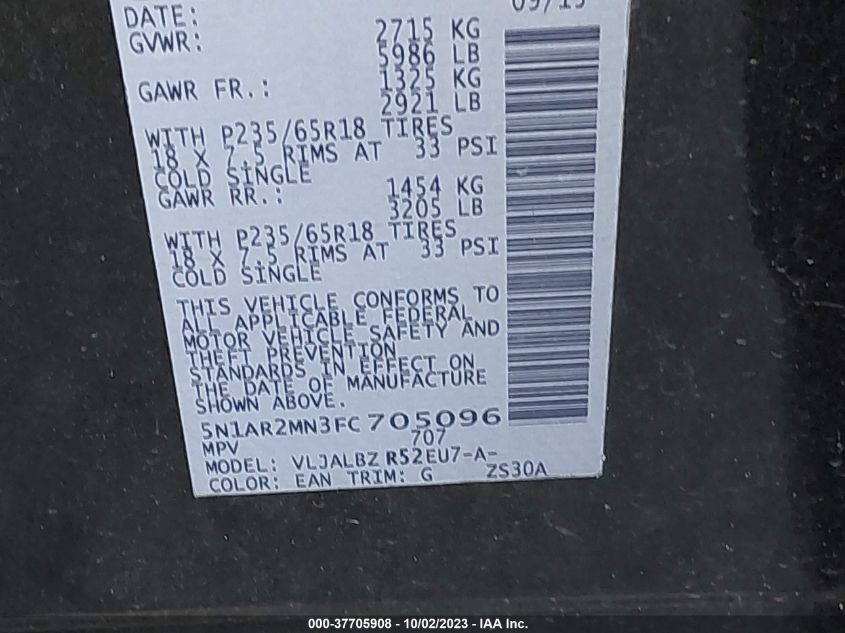 DATE:
GVWR: 2715 KG
5986 LB
GAWR FR.: 1325 KG
2921 LB
WITH P235/65R18 TIRES
18 X 7.5 RIMS AT 33 PSI
COLD SINGLE
GAWR RR.: 1454 KG
3205 LB
WITH P235/65R18 TIRES
18 X 7.5 RIMS AT 33 PSI
COLD SINGLE
THIS VEHICLE CONFORMS TO
ALL APPLICABLE FEDERAL
MOTOR VEHICLE SAFETY AND
THEFT PREVENTION
STANDARDS IN EFFECT ON
THE DATE OF MANUFACTURE
SHOWN ABOVE.
5N1AR2MN3FC705096
MPV 707
MODEL: VLJALBZ R52EU7-A-
COLOR: EAN TRIM: G ZS30A
000-37705908 - 10/02/2023 - IAA Inc.